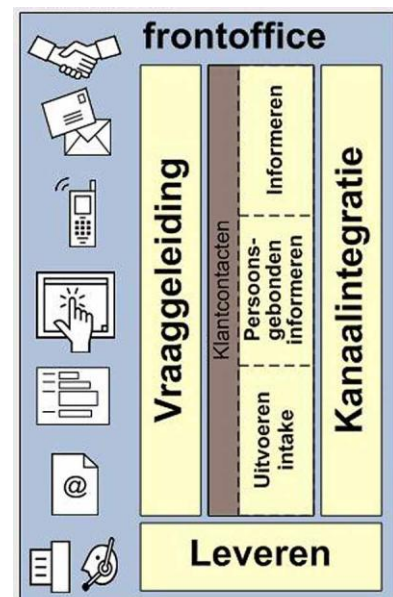 frontoffice
Vraaggeleiding
Klantcontacten
Informeren
Persoons-
gebonden
informeren
Uitvoeren
intake
Kanaalintegratie
@
Leveren